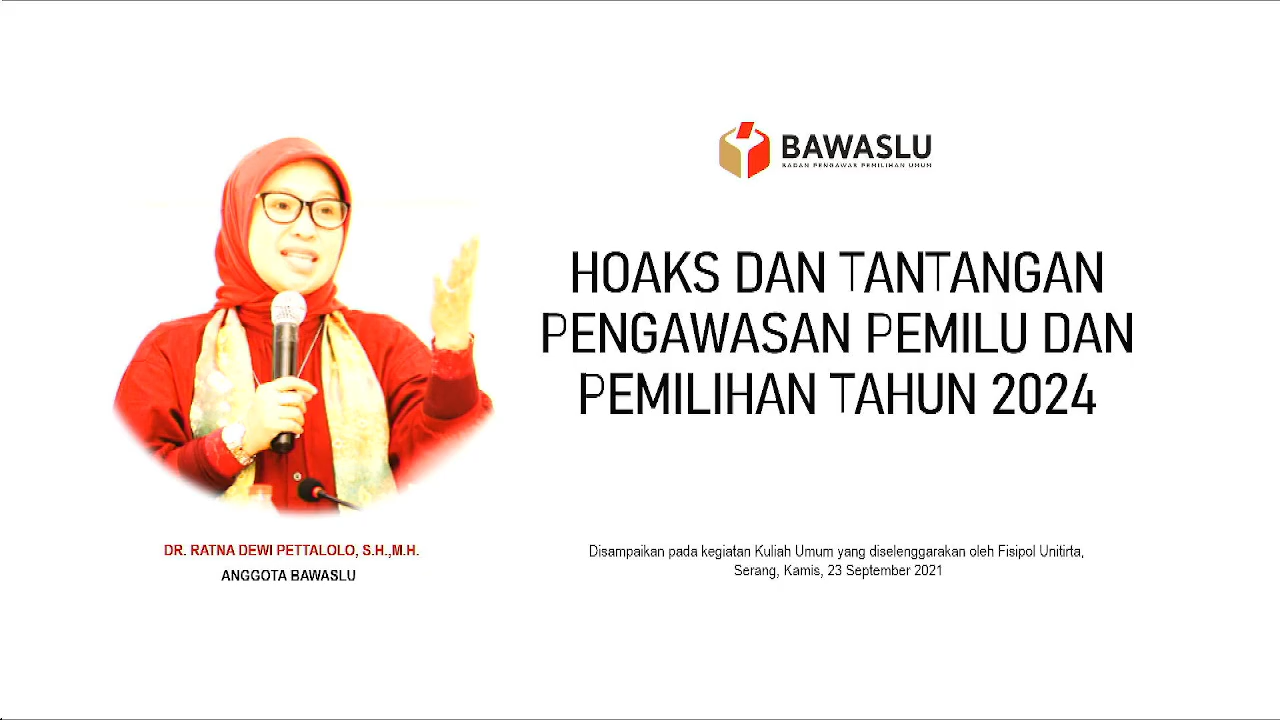 BAWASLU
BADAN PENGAWAS PEMILIHAN UMUM
HOAKS DAN TANTANGAN
PENGAWASAN PEMILU DAN
PEMILIHAN TAHUN 2024
DR. RATNA DEWI PETTALOLO, S.H.,M.H.
ANGGOTA BAWASLU
Disampaikan pada kegiatan Kuliah Umum yang diselenggarakan oleh Fisipol Unitirta,
Serang, Kamis, 23 September 2021